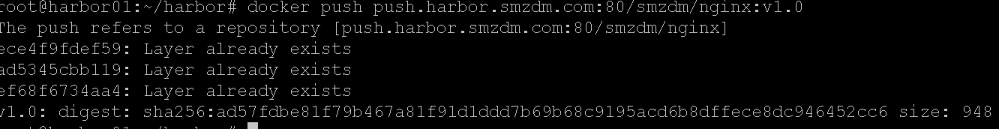 root@harbor01:~/harbor# docker push push.harbor.smzdm.com:80/smzdm/nginx:v1.0
The push refers to a repository [push.harbor.smzdm.com:80/smzdm/nginx]
ece4f9fdef59: Layer already exists
ad5345cbb119: Layer already exists
ef68f6734aa4: Layer already exists
v1.0: digest: sha256:ad57fdbe81f79b467a81f91d1ddd7b69b68c9195acd6b8dffece8dc946452cc6 size: 948
root@harbor01:~/harbor#